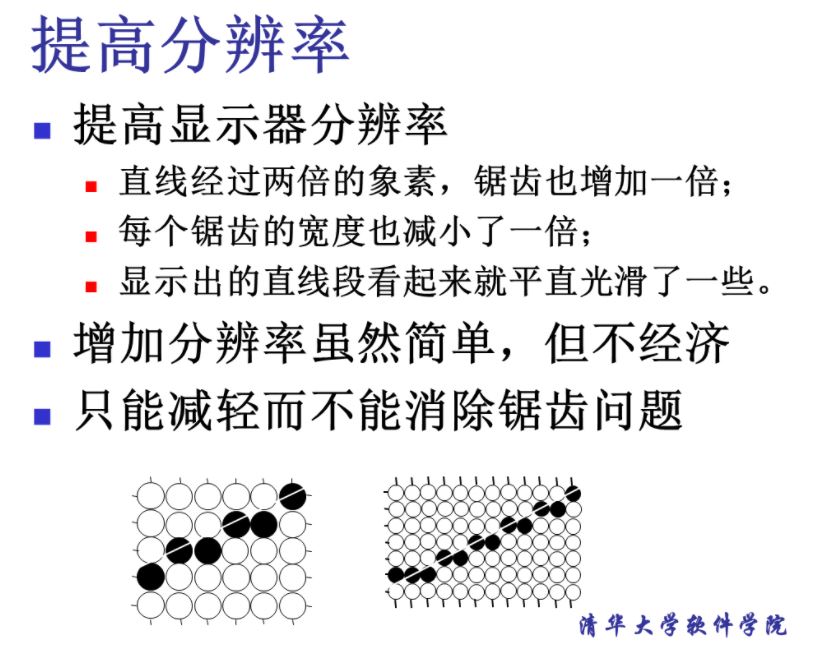 提高分辨率
提高显示器分辨率
直线经过两倍的象素，锯齿也增加一倍；
每个锯齿的宽度也减小了一倍；
显示出的直线段看起来就平直光滑了一些。
增加分辨率虽然简单，但不经济
只能减轻而不能消除锯齿问题
清华大学软件学院